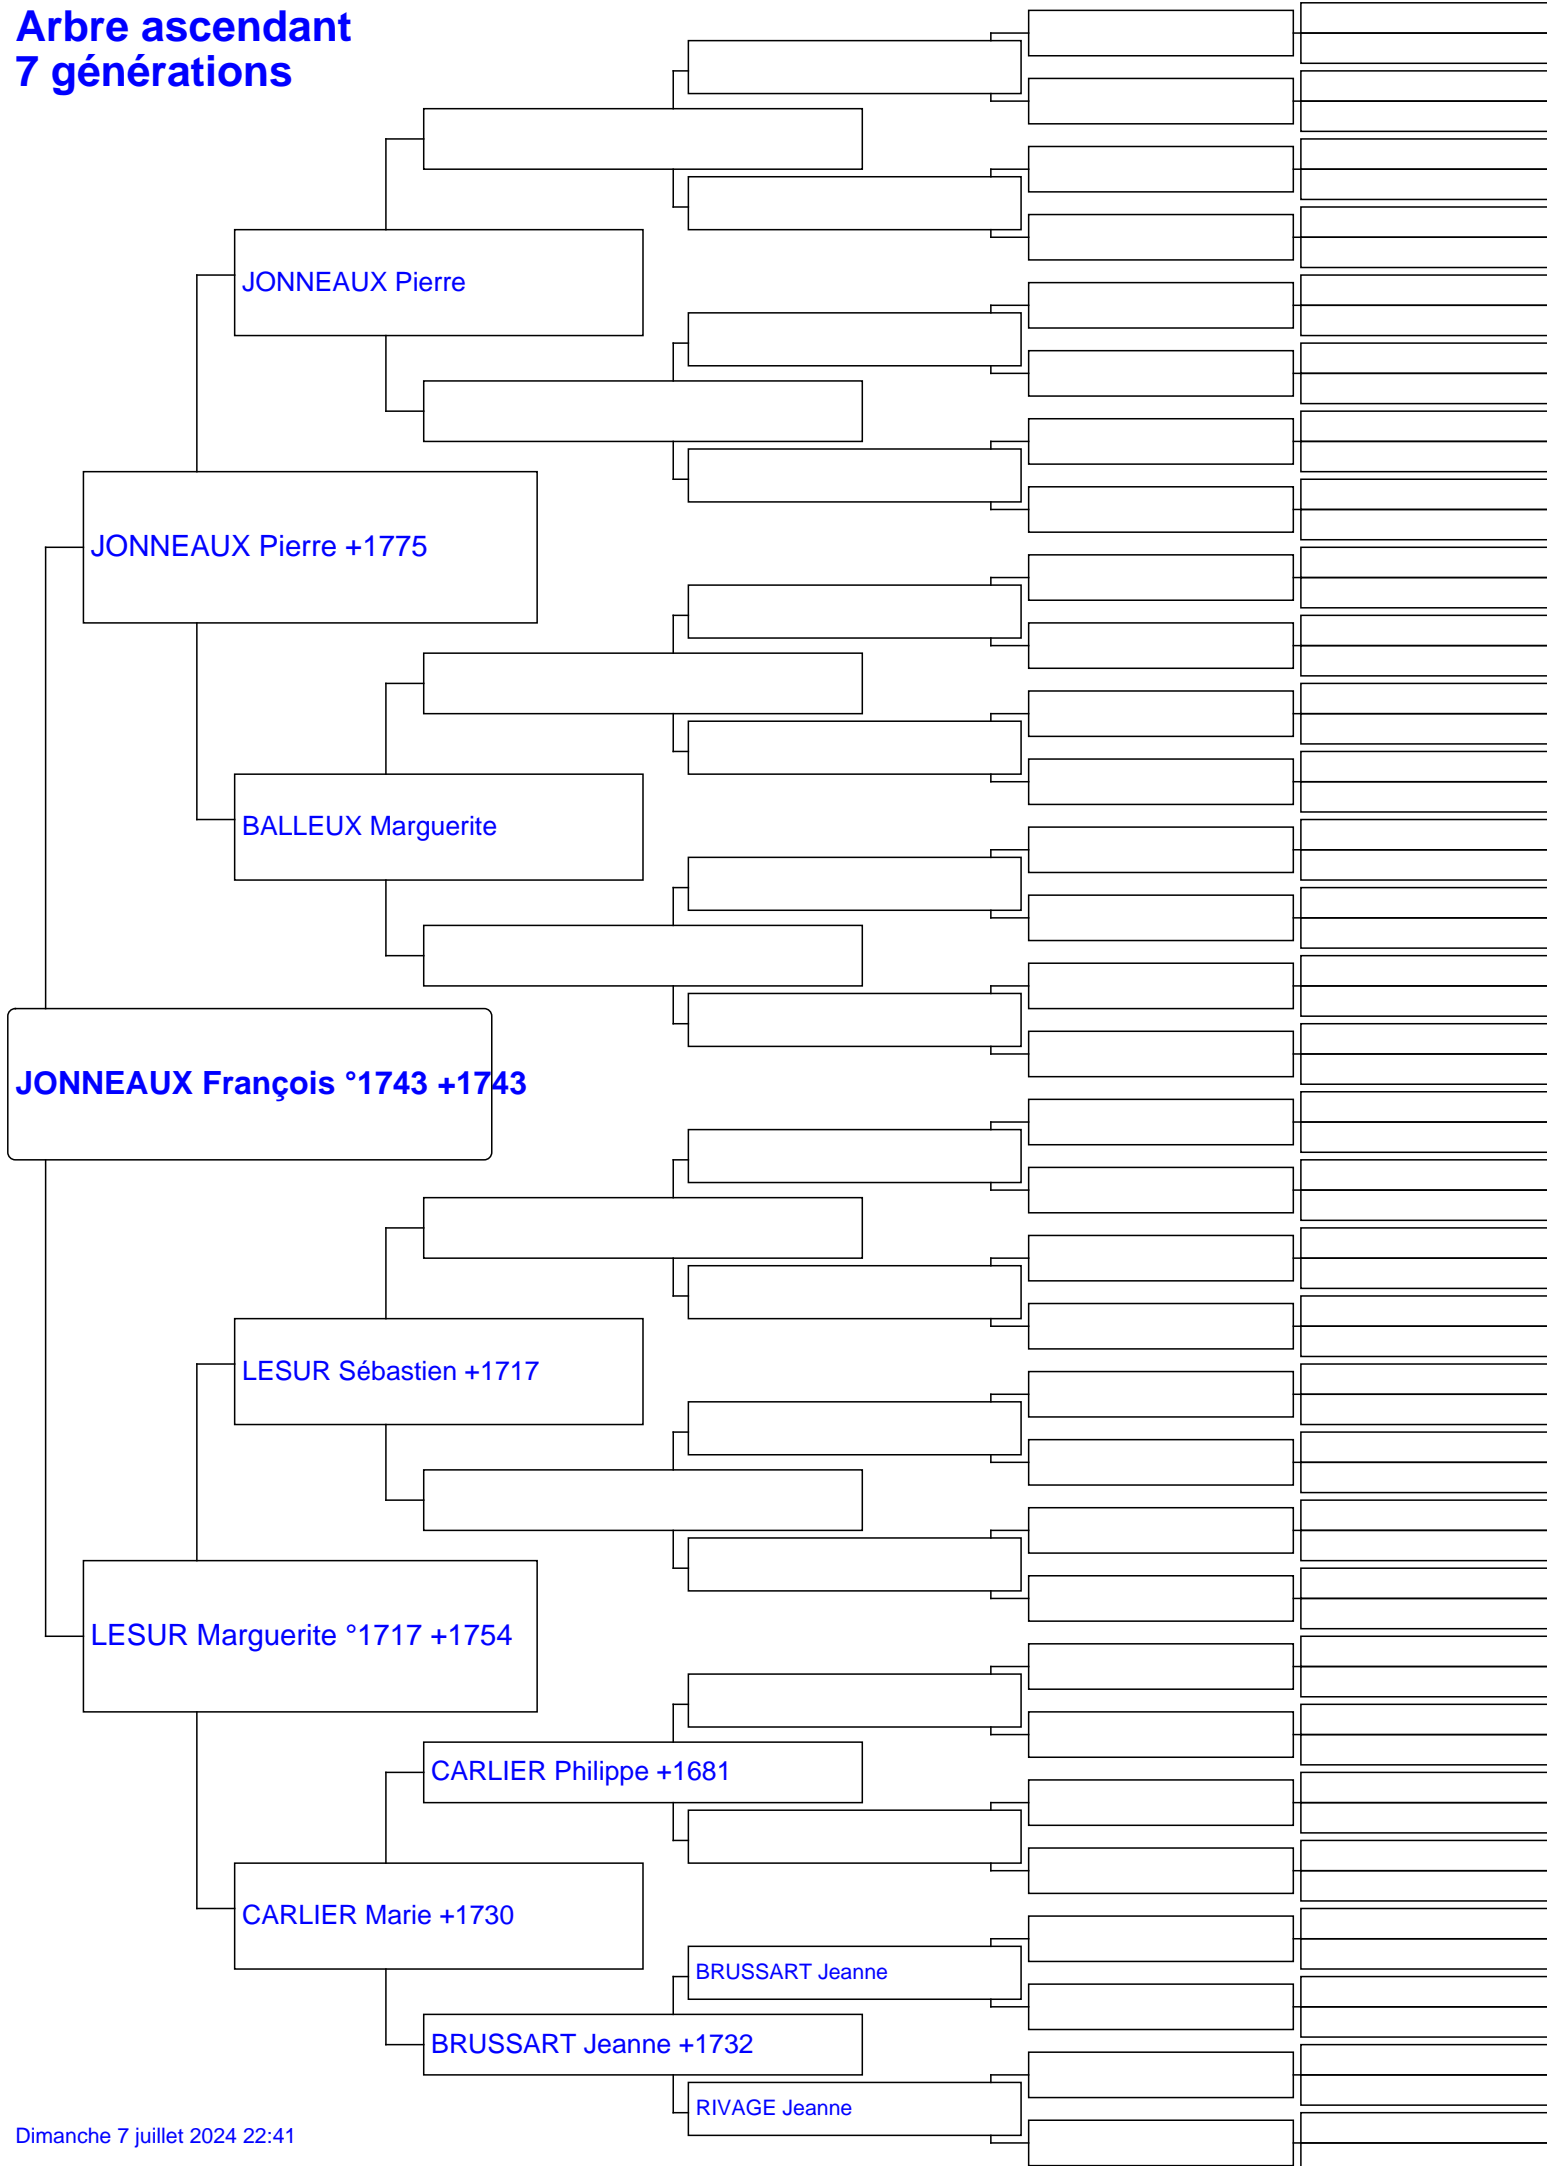 Arbre ascendant
7 générations
JONNEAUX Pierre
JONNEAUX Pierre +1775
BALLEUX Marguerite
JONNEAUX François °1743 +1743
LESUR Sébastien +1717
LESUR Marguerite °1717 +1754
CARLIER Philippe +1681
CARLIER Marie +1730
BRUSSART Jeanne
BRUSSART Jeanne +1732
RIVAGE Jeanne
Dimanche 7 juillet 2024 22:41